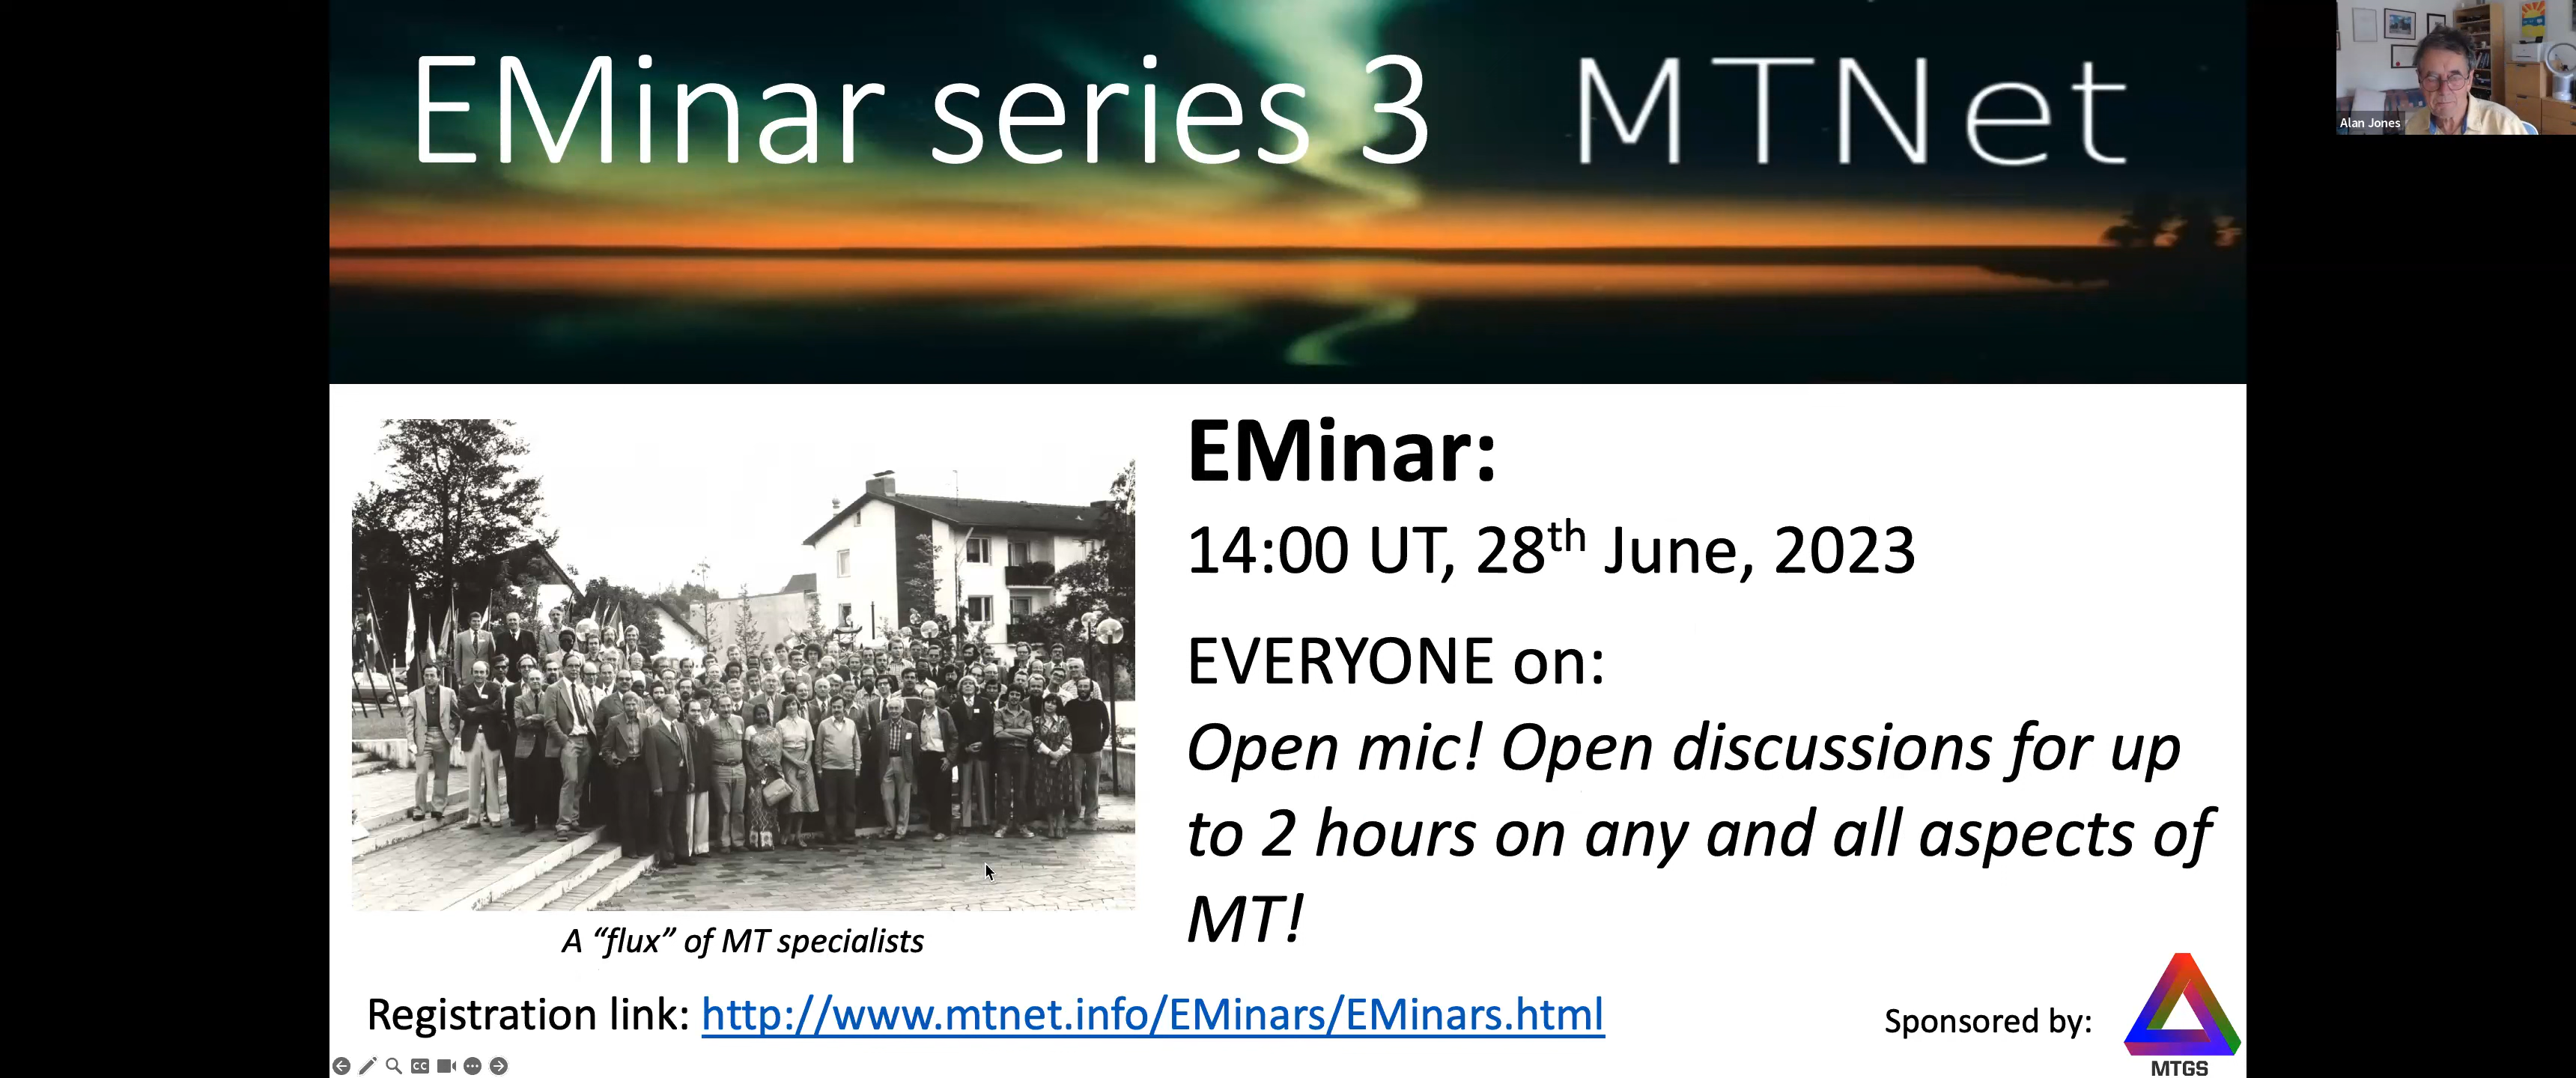 EMinar series 3
MTNet
Alan Jones
EMinar:
14:00 UT, 28th June, 2023
EVERYONE on:
Open mic! Open discussions for up
to 2 hours on any and all aspects of
MT!
A “flux” of MT specialists
Registration link: http://www.mtnet.info/EMinars/EMinars.html
Sponsored by:
MTGS
CC